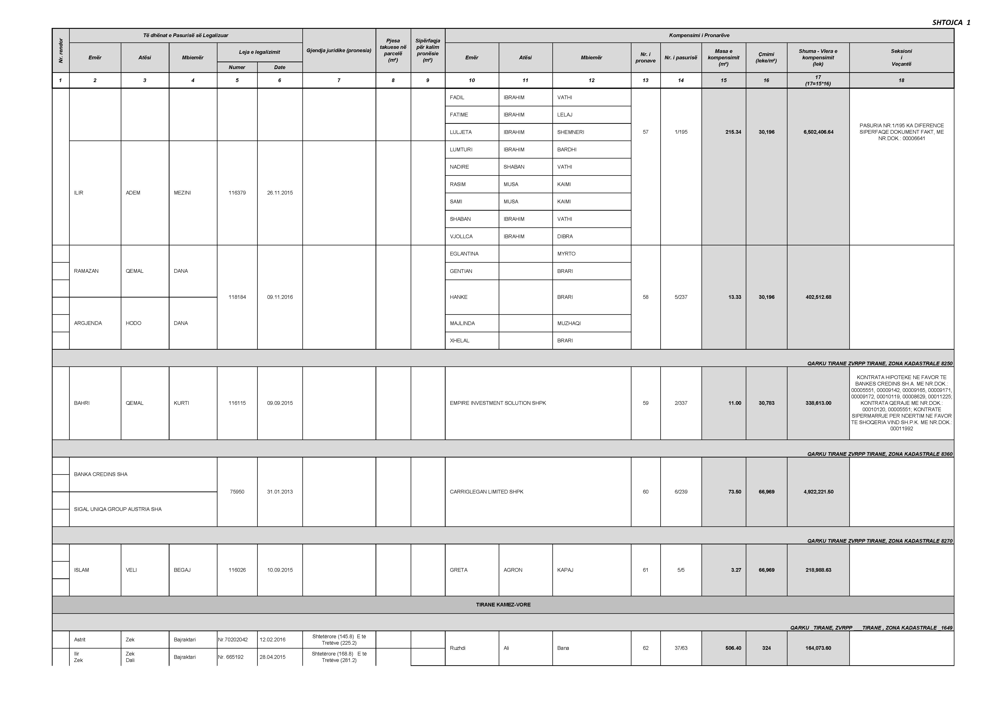 SHTOJCA 1
Nr. rendor
Të dhënat e Pasurisë së Legalizuar
Gjendja juridike (pronesia)
Pjesa
takuese në
parcelë
(m²)
Sipërfaqja
për kalim
pronësie
(m²)
Kompensimi i Pronarëve
Emër
Atësi
Mbiemër
Leja e legalizimit
Numer
Date
Emër
Atësi
Mbiemër
Nr. i
pronave
Nr. i pasurisë
Masa e
kompensimit
(m²)
Çmimi
(leke/m²)
Shuma - Vlera e
kompensimit
(lek)
Seksioni
i
Veçantë
1 2 3 4 5 6 7 8 9 10 11 12 13 14 15 16 17 18
(17=15*16)
FADIL IBRAHIM VATHI
FATIME IBRAHIM LELAJ
LULJETA IBRAHIM SHEMNERI
57 1/195 215.34 30,196 6,502,406.64
PASURIA NR.1/195 KA DIFERENCE
SIPERFAQE DOKUMENT FAKT, ME
NR.DOK.: 00006641
LUMTURI IBRAHIM BARDHI
NADIRE SHABAN VATHI
RASIM MUSA KAIMI
ILIR ADEM MEZINI 116379 26.11.2015
SAMI MUSA KAIMI
SHABAN IBRAHIM VATHI
VJOLLCA IBRAHIM DIBRA
EGLANTINA MYRTO
RAMAZAN QEMAL DANA
GENTIAN BRARI
118184 09.11.2016
HANKE BRARI
58 5/237 13.33 30,196 402,512.68
ARGJENDA HODO DANA
MAJLINDA MUZHAQI
XHELAL BRARI
QARKU TIRANE ZVRPP TIRANE, ZONA KADASTRALE 8250
BAHRI QEMAL KURTI 116115 09.09.2015
EMPIRE INVESTMENT SOLUTION SHPK
59 2/337 11.00 30,783 338,613.00
KONTRATA HIPOTEKE NE FAVOR TE
BANKES CREDINS SH.A. ME NR.DOK.:
00005551, 00009142, 00009165, 00009171,
00009172, 00010119, 00008629, 00011225;
KONTRATA QERAJE ME NR.DOK.:
00010120, 00005551; KONTRATE
SIPERMARRJE PER NDERTIM NE FAVOR
TE SHOQERIA VIND SH.P.K. ME NR.DOK.:
00011992
QARKU TIRANE ZVRPP TIRANE, ZONA KADASTRALE 8360
BANKA CREDINS SHA
75950 31.01.2013
CARRIGLEGAN LIMITED SHPK
60 6/239 73.50 66,969 4,922,221.50
SIGAL UNIQA GROUP AUSTRIA SHA
QARKU TIRANE ZVRPP TIRANE, ZONA KADASTRALE 8270
ISLAM VELI BEGAJ 116026 10.09.2015 GRETA AGRON KAPAJ 61 5/5 3.27 66,969 218,988.63
TIRANE KAMEZ-VORE
QARKU _TIRANE, ZVRPP ___TIRANE , ZONA KADASTRALE _1649
Astrit Zek Bajraktari Nr.70202042 12.02.2016
Shtetërore (145.8) E të
Tretëve (225.2)
Ruzhdi Ali Bana 62 37/63 506.40 324 164,073.60
Ilir Zek
Zek Dali
Bajraktari Nr. 665192 28.04.2015
Shtetërore (168.8) E të
Tretëve (281.2)